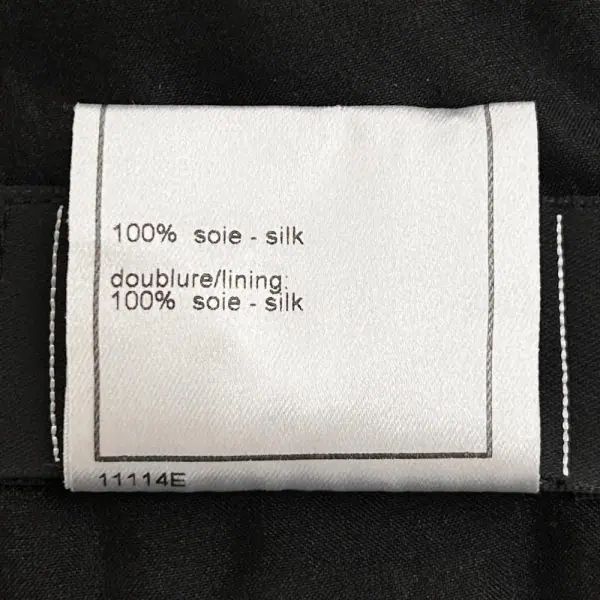 100% soie - silk
doublure/lining:
100% soie - silk
11114E